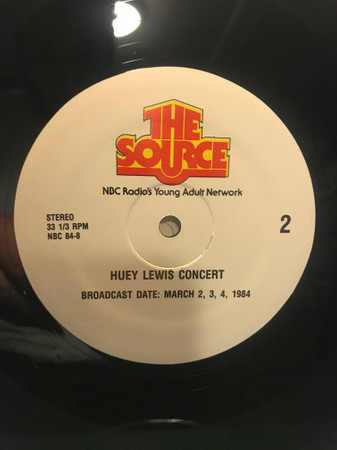 THE
SOURCE
NBC Radio's Young Adult Network
STEREO
33 1/3 RPM
NBC 84-8
2
HUEY LEWIS CONCERT
BROADCAST DATE: MARCH 2, 3, 4, 1984